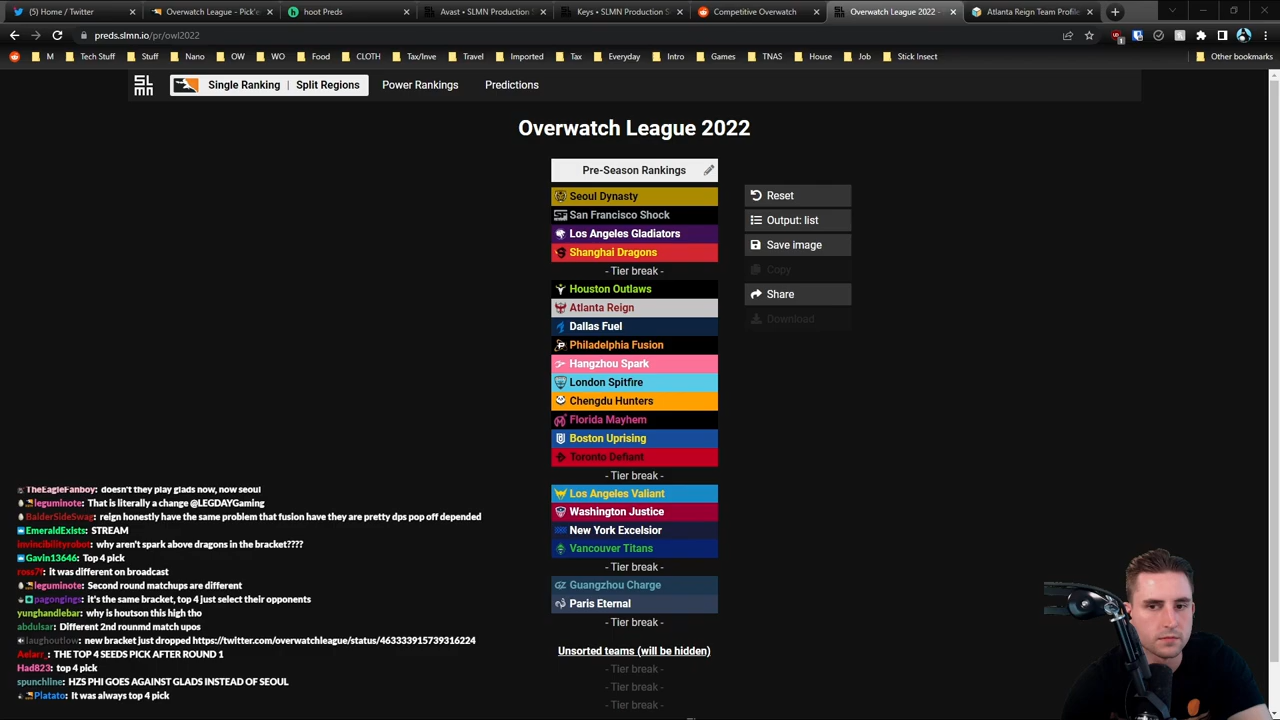 (5) Home / Twitter
Overwatch League - Pick'e
hoot Preds
Avast • SLMN Production
Keys • SLMN Production S
Competitive Overwatch
Overwatch League 2022 -
Atlanta Reign Team Profile
preds.slmn.io/pr/owl2022
M
Tech Stuff
Stuff
Nano
OW
WO
Food
CLOTH
Tax/Inve
Travel
Imported
Tax
Everyday
Intro
Games
TNAS
House
Job
Stick Insect
Other bookmarks
SL MN
Single Ranking | Split Regions
Power Rankings
Predictions
Overwatch League 2022
Pre-Season Rankings
Seoul Dynasty
San Francisco Shock
Los Angeles Gladiators
Shanghai Dragons
- Tier break -
Houston Outlaws
Atlanta Reign
Dallas Fuel
Philadelphia Fusion
Hangzhou Spark
London Spitfire
Chengdu Hunters
Florida Mayhem
Boston Uprising
Toronto Defiant
- Tier break -
Los Angeles Valiant
Washington Justice
New York Excelsior
Vancouver Titans
- Tier break -
Guangzhou Charge
Paris Eternal
- Tier break -
Unsorted teams (will be hidden)
- Tier break -
- Tier break -
- Tier break -
Reset
Output: list
Save image
Copy
Share
Download
TheEagleFanboy: doesn't they play glads now, now seoul
leguminote: That is literally a change @LEGDAYGaming
BalderSideSwag: reign honestly have the same problem that fusion have they are pretty dps pop off depended
EmeraldExists: STREAM
invincibilityrobot: why aren't spark above dragons in the bracket????
Gavin13646: Top 4 pick
ross7f: it was different on broadcast
leguminote: Second round matchups are different
pagongings: it's the same bracket, top 4 just select their opponents
yunghandlebar: why is houtson this high tho
abdulsar: Different 2nd roundmd match upos
laughoutlow: new bracket just dropped https://twitter.com/overwatchleague/status/463333915739316224
Aelarr_: THE TOP 4 SEEDS PICK AFTER ROUND 1
Had823: top 4 pick
spunchline: HZS PHI GOES AGAINST GLADS INSTEAD OF SEOUL
Platato: It was always top 4 pick